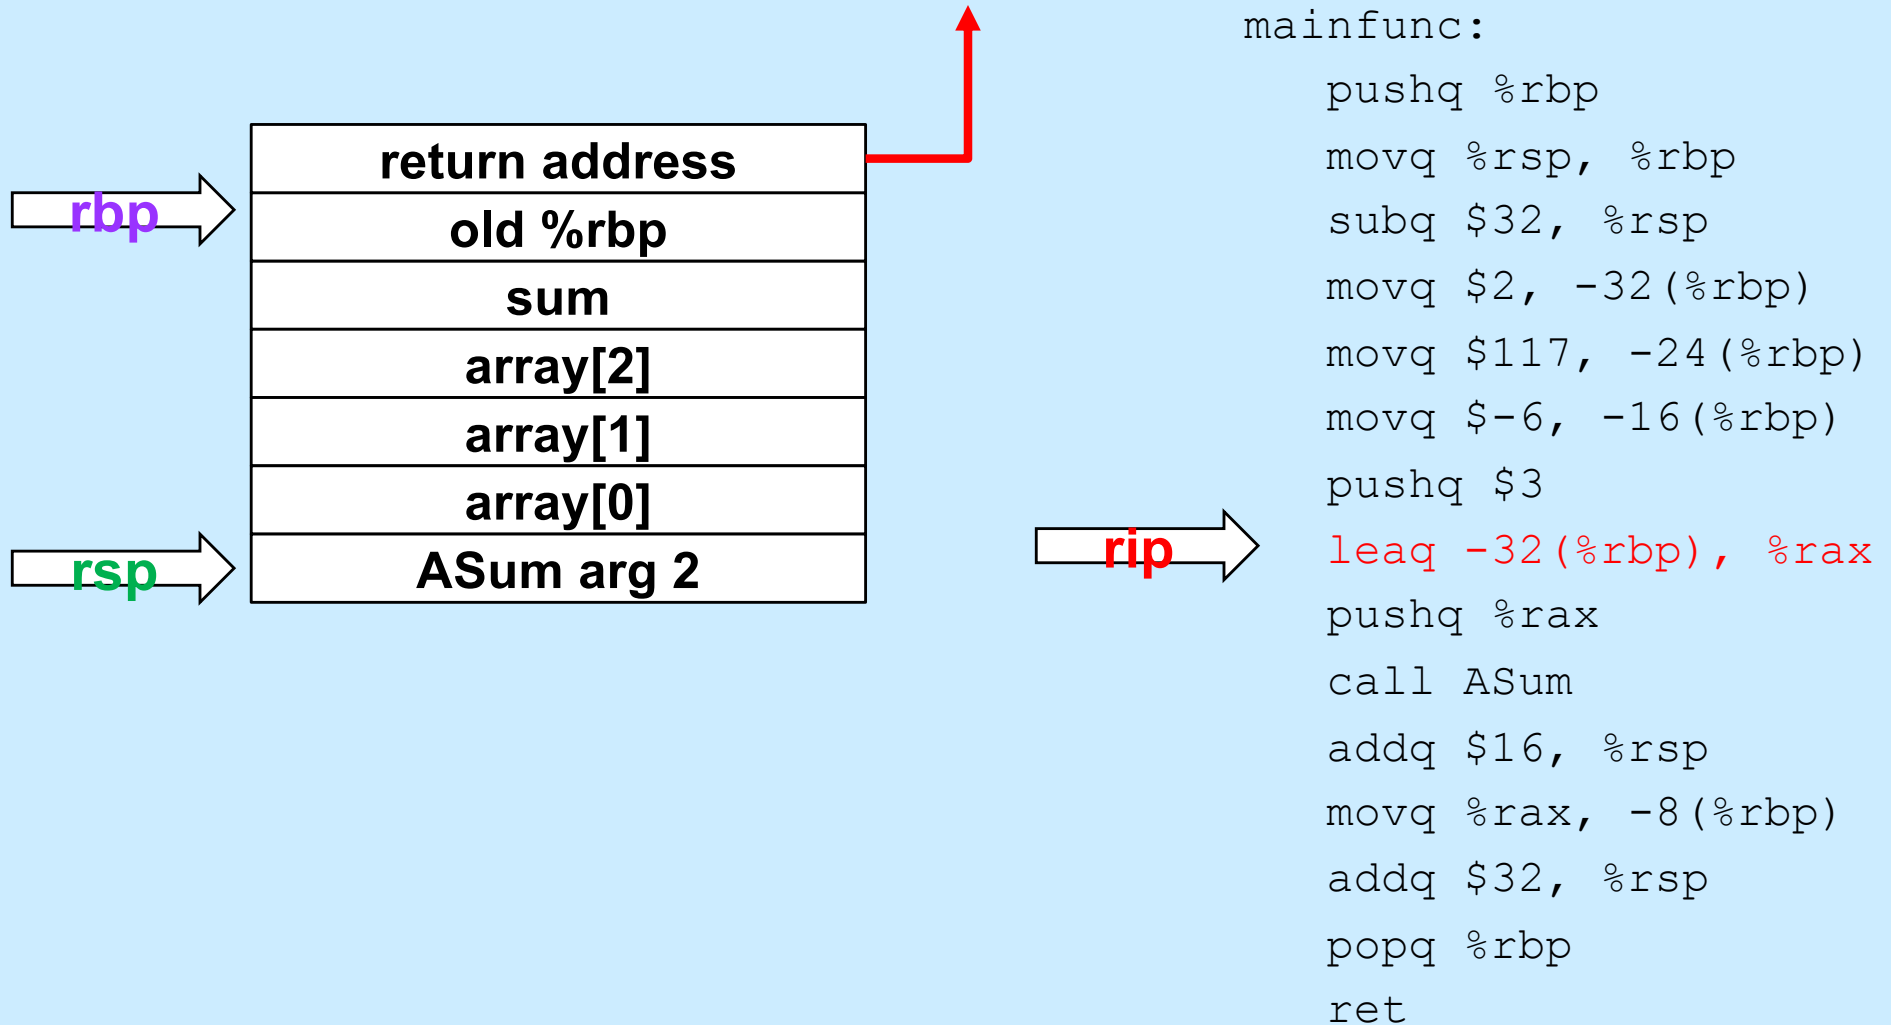 return address
rbp
old %rbp
sum
array[2]
array[1]
array[0]
rsp
ASum arg 2
rip
mainfunc:
pushq %rbp
movq %rsp, %rbp
subq $32, %rsp
movq $2, -32(%rbp)
movq $117, -24(%rbp)
movq $-6, -16(%rbp)
pushq $3
leaq -32(%rbp), %rax
pushq %rax
call ASum
addq $16, %rsp
movq %rax, -8(%rbp)
addq $32, %rsp
popq %rbp
ret